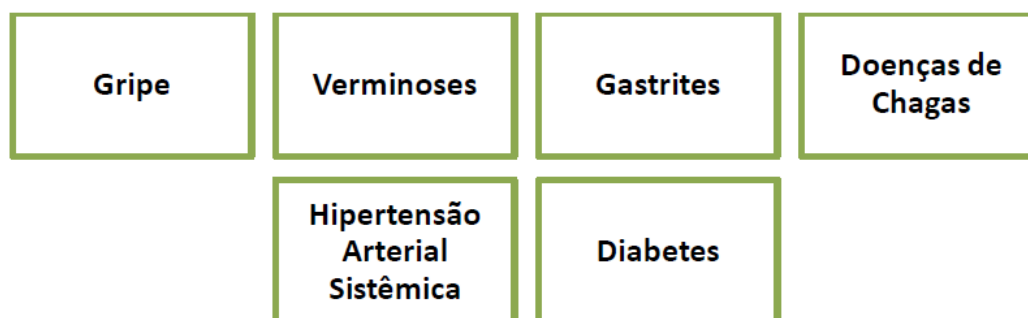 Gripe
Verminoses
Gastrites
Doenças de
Chagas
Hipertensão
Arterial
Sistêmica
Diabetes